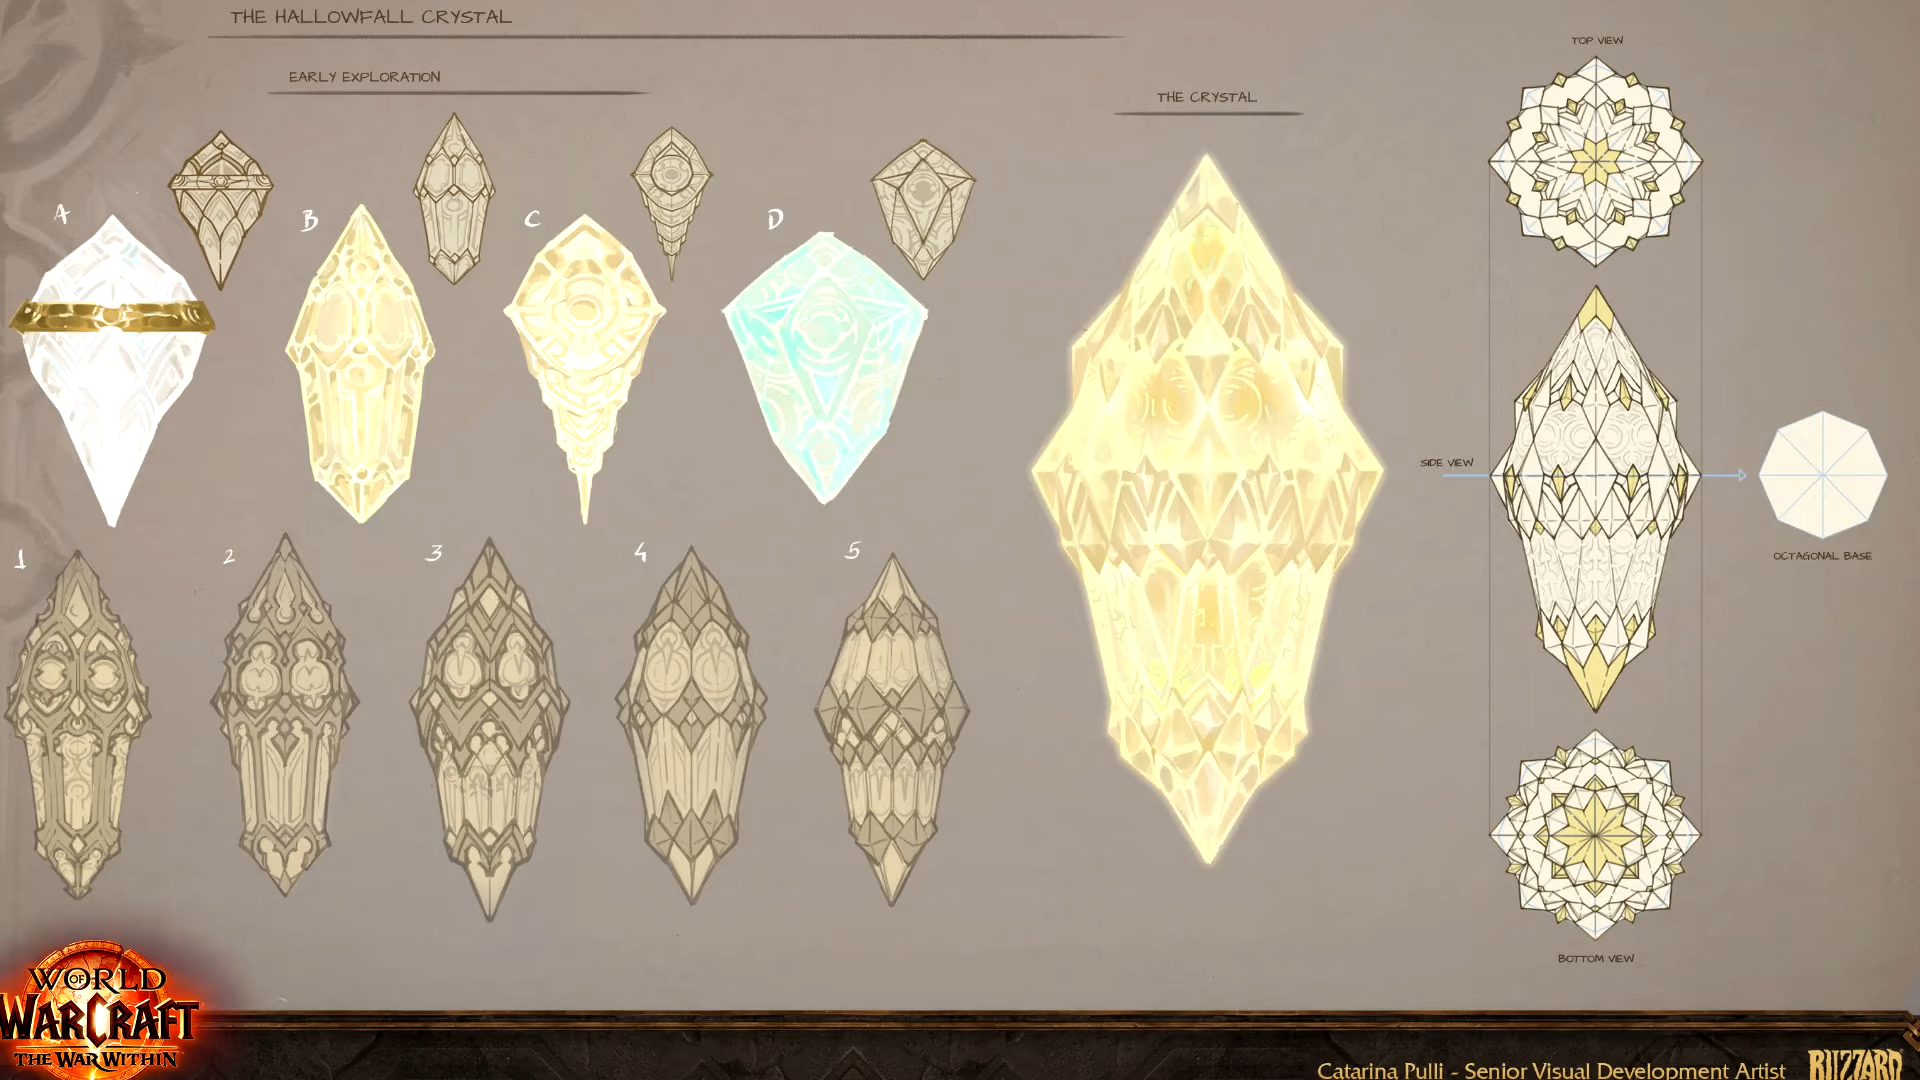 THE HALLOWFALL CRYSTAL
EARLY EXPLORATION
THE CRYSTAL
TOP VIEW
A
B
C
D
SIDE VIEW
OCTAGONAL BASE
1
2
3
4
5
BOTTOM VIEW
WORLD
OF
WARCRAFT
THE WAR WITHIN
Catarina Pulli - Senior Visual Development Artist
BLIZZARD